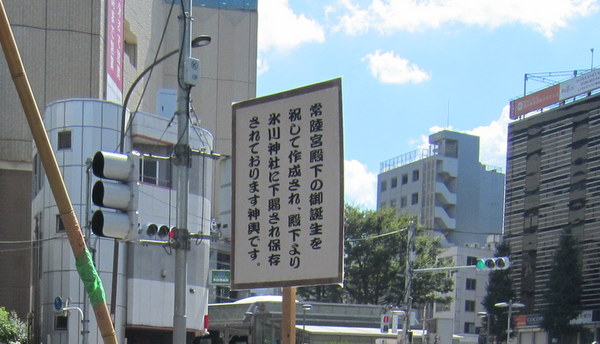 常陸宮殿下の御誕生を
祝して作成され、殿下より
氷川神社に下賜され保存
されております神輿です。